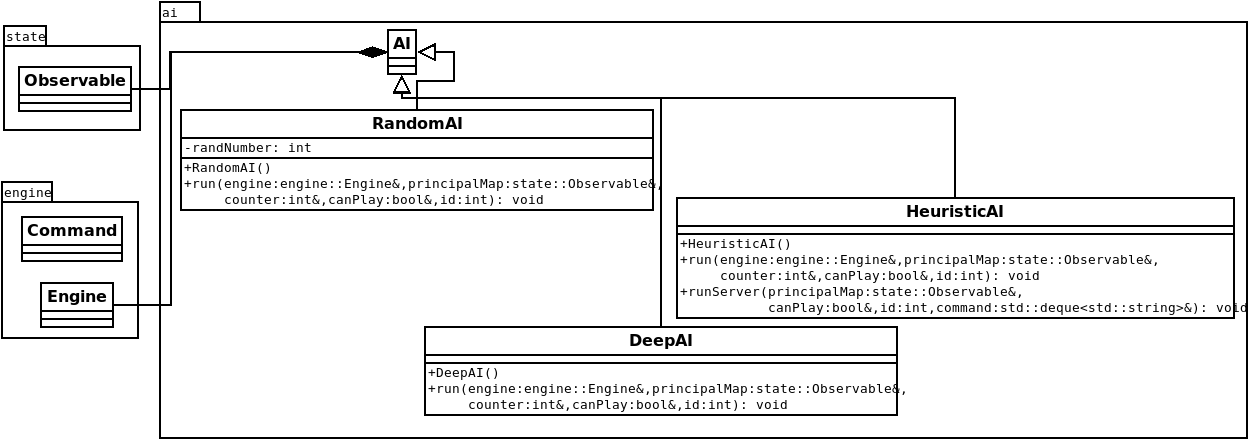 ai
state
Observable
AI
RandomAI
-randNumber: int
+RandomAI()
+run(engine:engine::Engine&,principalMap:state::Observable&,
counter:int&,canPlay:bool&,id:int): void
engine
Command
Engine
HeuristicAI
+HeuristicAI()
+run(engine:engine::Engine&,principalMap:state::Observable&,
counter:int&,canPlay:bool&,id:int): void
+runServer(principalMap:state::Observable&,
canPlay:bool&,id:int,command:std::deque<std::string>&): void
DeepAI
+DeepAI()
+run(engine:engine::Engine&,principalMap:state::Observable&,
counter:int&,canPlay:bool&,id:int): void